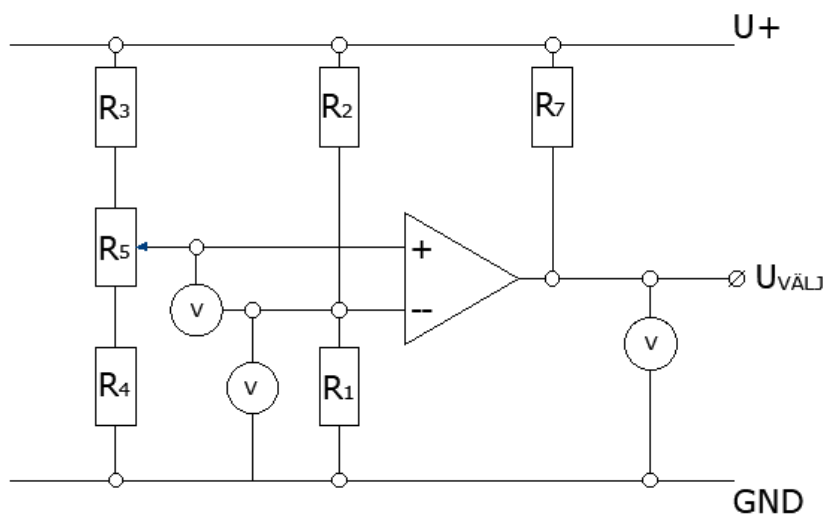 U+
R3
R2
R7
R5
+
--
UVÄLJ
V
V
V
R4
R1
GND